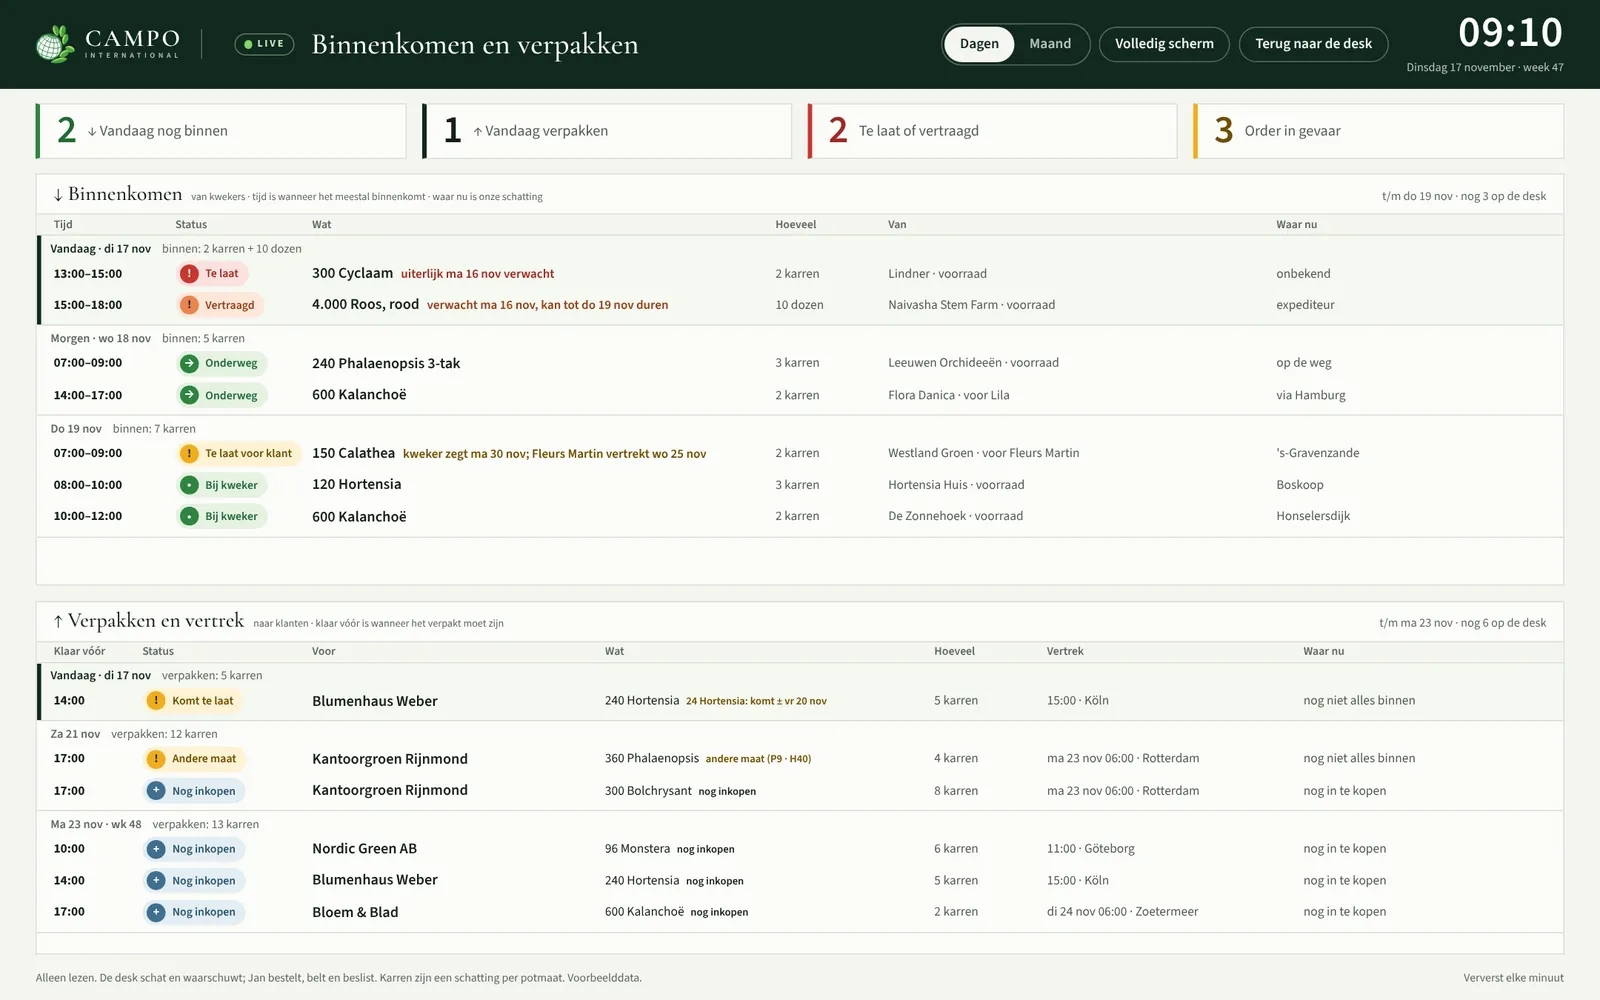 CAMPO
INTERNATIONAL
LIVE
Binnenkomen en verpakken
Dagen Maand Volledig scherm Terug naar de desk
09:10
Dinsdag 17 november · week 47
2 ↓ Vandaag nog binnen
1 ↑ Vandaag verpakken
2 Te laat of vertraagd
3 Order in gevaar
↓ Binnenkomen van kwekers · tijd is wanneer het meestal binnenkomt · waar nu is onze schatting t/m do 19 nov · nog 3 op de desk
Tijd Status Wat Hoeveel Van Waar nu
Vandaag · di 17 nov binnen: 2 karren + 10 dozen
13:00–15:00 ! Te laat 300 Cyclaam uiterlijk ma 16 nov verwacht 2 karren Lindner · voorraad onbekend
15:00–18:00 ! Vertraagd 4.000 Roos, rood verwacht ma 16 nov, kan tot do 19 nov duren 10 dozen Naivasha Stem Farm · voorraad expediteur
Morgen · wo 18 nov binnen: 5 karren
07:00–09:00 → Onderweg 240 Phalaenopsis 3-tak 3 karren Leeuwen Orchideeën · voorraad op de weg
14:00–17:00 → Onderweg 600 Kalanchoë 2 karren Flora Danica · voor Lila via Hamburg
Do 19 nov binnen: 7 karren
07:00–09:00 ! Te laat voor klant 150 Calathea kweker zegt ma 30 nov; Fleurs Martin vertrekt wo 25 nov 2 karren Westland Groen · voor Fleurs Martin 's-Gravenzande
08:00–10:00 Bij kweker 120 Hortensia 3 karren Hortensia Huis · voorraad Boskoop
10:00–12:00 Bij kweker 600 Kalanchoë 2 karren De Zonnehoek · voorraad Honselersdijk
↑ Verpakken en vertrek naar klanten · klaar vóór is wanneer het verpakt moet zijn t/m ma 23 nov · nog 6 op de desk
Klaar vóór Status Voor Wat Hoeveel Vertrek Waar nu
Vandaag · di 17 nov verpakken: 5 karren
14:00 ! Komt te laat Blumenhaus Weber 240 Hortensia 24 Hortensia: komt ± vr 20 nov 5 karren 15:00 · Köln nog niet alles binnen
Za 21 nov verpakken: 12 karren
17:00 ! Andere maat Kantoorgroen Rijnmond 360 Phalaenopsis andere maat (P9 · H40) 4 karren ma 23 nov 06:00 · Rotterdam nog niet alles binnen
17:00 + Nog inkopen Kantoorgroen Rijnmond 300 Bolchrysant nog inkopen 8 karren ma 23 nov 06:00 · Rotterdam nog in te kopen
Ma 23 nov · wk 48 verpakken: 13 karren
10:00 + Nog inkopen Nordic Green AB 96 Monstera nog inkopen 6 karren 11:00 · Göteborg nog in te kopen
14:00 + Nog inkopen Blumenhaus Weber 240 Hortensia nog inkopen 5 karren 15:00 · Köln nog in te kopen
17:00 + Nog inkopen Bloem & Blad 600 Kalanchoë nog inkopen 2 karren di 24 nov 06:00 · Zoetermeer nog in te kopen
Alleen lezen. De desk schat en waarschuwt; Jan bestelt, belt en beslist. Karren zijn een schatting per potmaat. Voorbeelddata. Ververst elke minuut